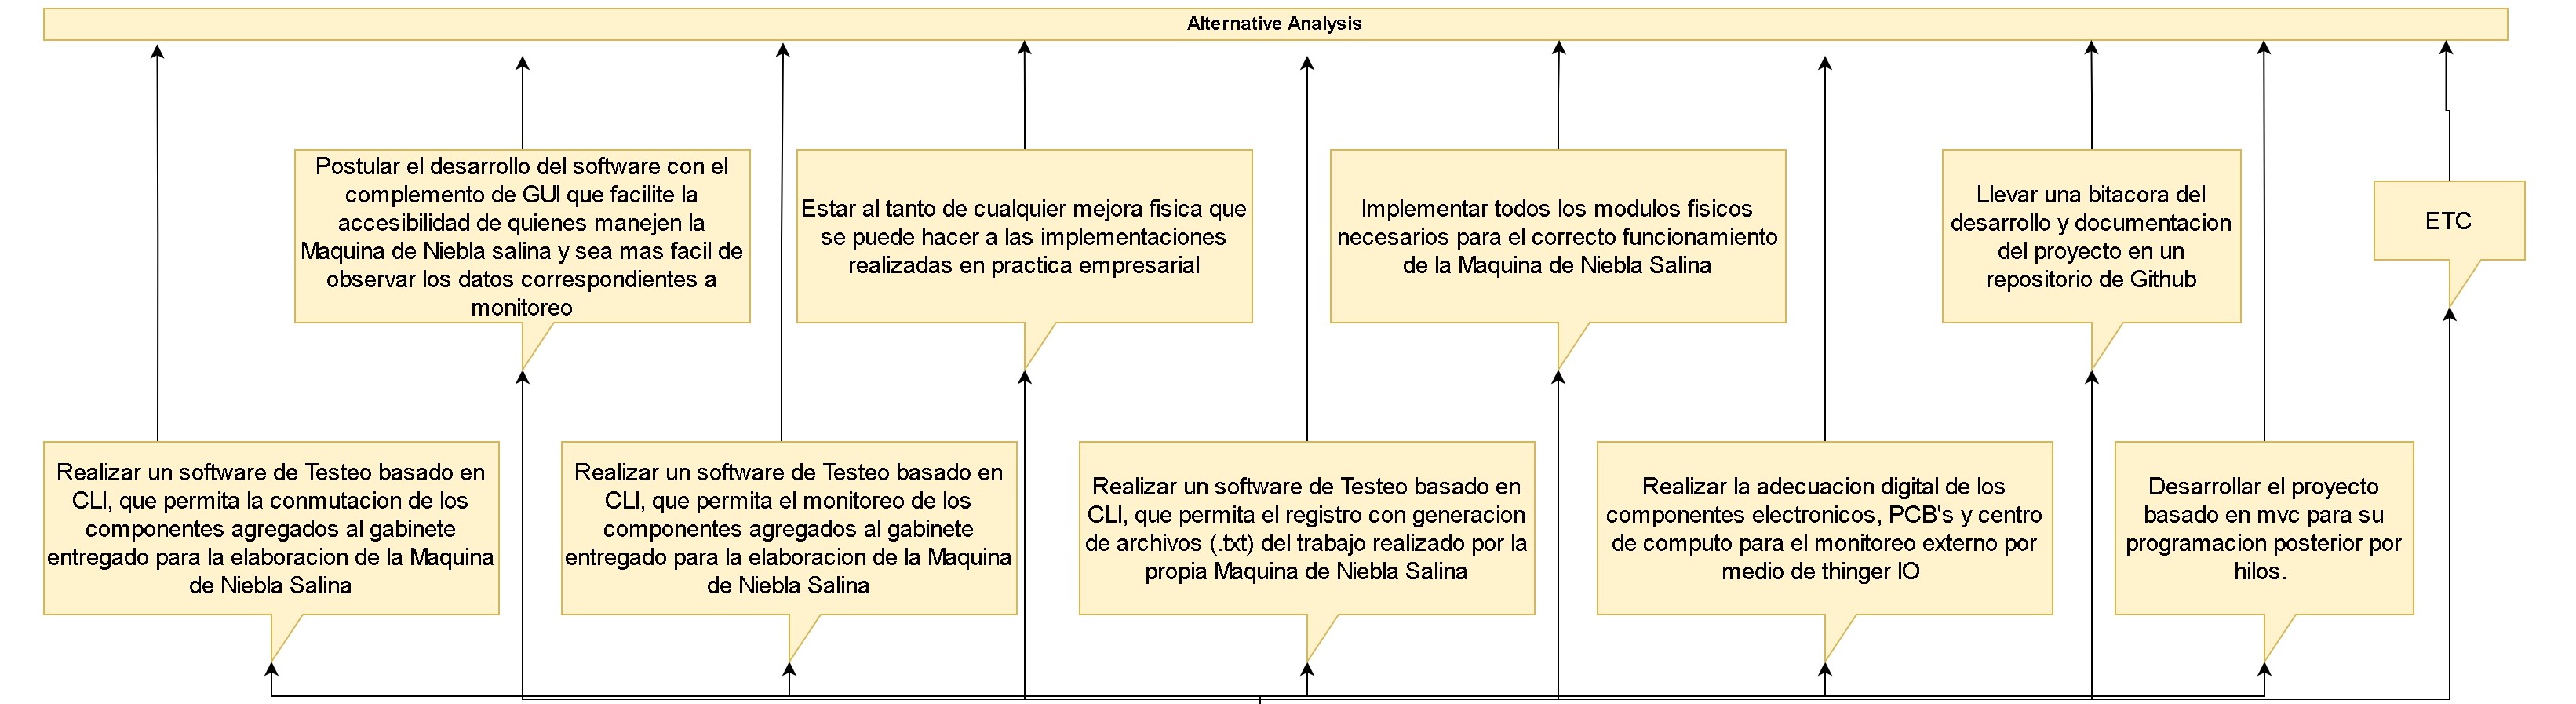 Alternative Analysis
Postular el desarrollo del software con el
complemento de GUI que facilite la
accesibilidad de quienes manejen la
Maquina de Niebla salina y sea mas facil de
observar los datos correspondientes a
monitoreo
Estar al tanto de cualquier mejora fisica que
se puede hacer a las implementaciones
realizadas en practica empresarial
Implementar todos los modulos fisicos
necesarios para el correcto funcionamiento
de la Maquina de Niebla Salina
Llevar una bitacora del
desarrollo y documentacion
del proyecto en un
repositorio de Github
ETC
Realizar un software de Testeo basado en
CLI, que permita la conmutacion de los
componentes agregados al gabinete
entregado para la elaboracion de la Maquina
de Niebla Salina
Realizar un software de Testeo basado en
CLI, que permita el monitoreo de los
componentes agregados al gabinete
entregado para la elaboracion de la Maquina
de Niebla Salina
Realizar un software de Testeo basado en
CLI, que permita el registro con generacion
de archivos (.txt) del trabajo realizado por la
propia Maquina de Niebla Salina
Realizar la adecuacion digital de los
componentes electronicos, PCB's y centro
de computo para el monitoreo externo por
medio de thinger IO
Desarrollar el proyecto
basado en mvc para su
programacion posterior por
hilos.